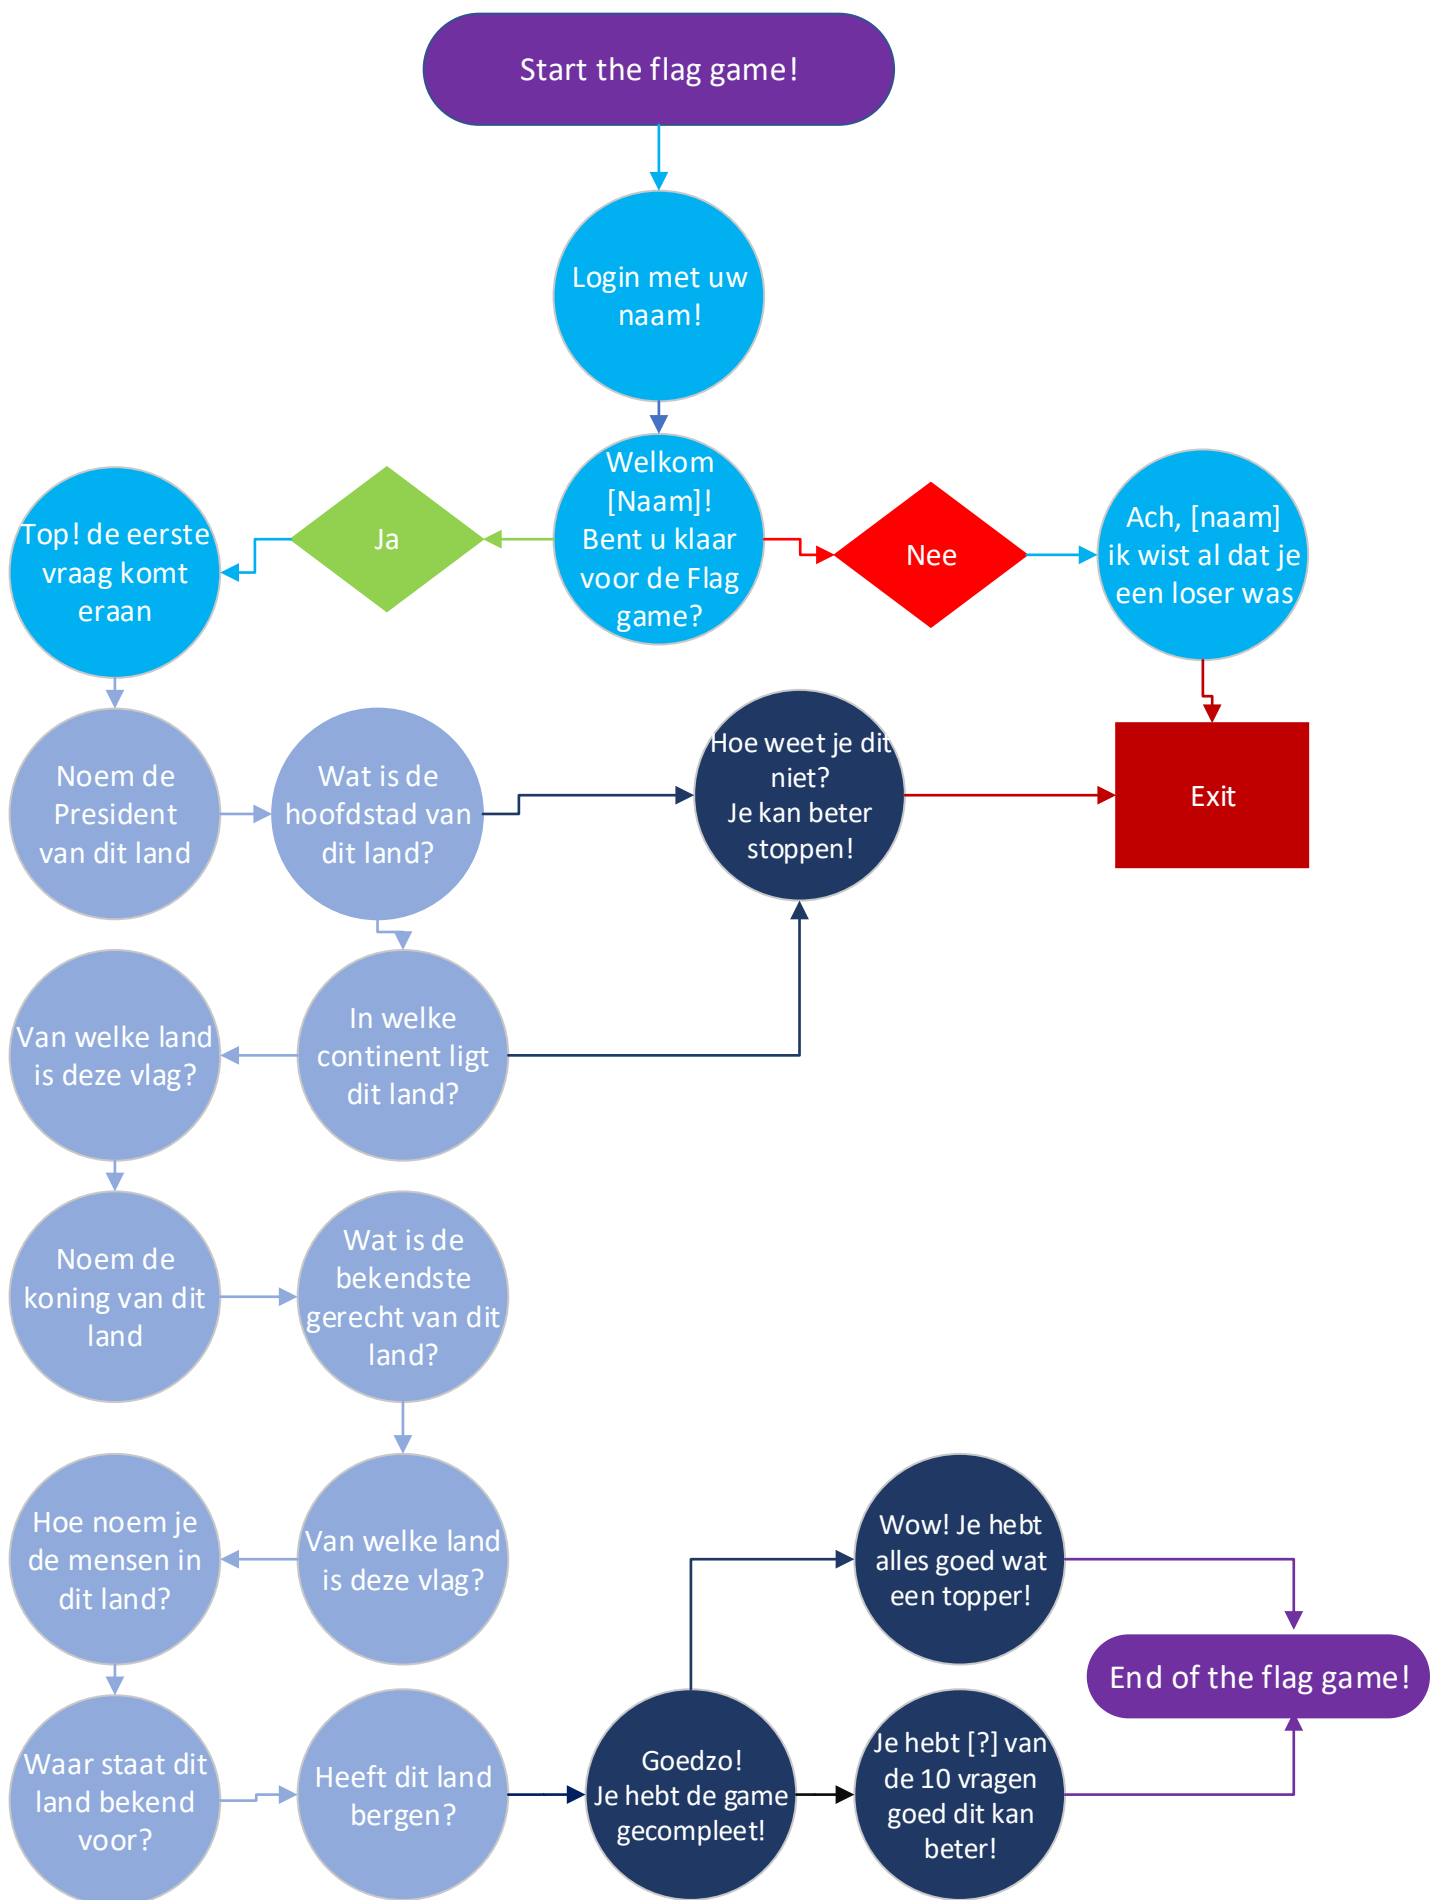 Start the flag game!
Login met uw
naam!
Welkom
[Naam]!
Bent u klaar
voor de Flag
game?
Ja
Top! de eerste
vraag komt
eraan
Nee
Ach, [naam]
ik wist al dat je
een loser was
Noem de
President
van dit land
Wat is de
hoofdstad van
dit land?
Hoe weet je dit
niet?
Je kan beter
stoppen!
Exit
Van welke land
is deze vlag?
In welke
continent ligt
dit land?
Noem de
koning van dit
land
Wat is de
bekendste
gerecht van dit
land?
Hoe noem je
de mensen in
dit land?
Van welke land
is deze vlag?
Wow! Je hebt
alles goed wat
een topper!
End of the flag game!
Waar staat dit
land bekend
voor?
Heeft dit land
bergen?
Goedzo!
Je hebt de game
gecompleet!
Je hebt [?] van
de 10 vragen
goed dit kan
beter!